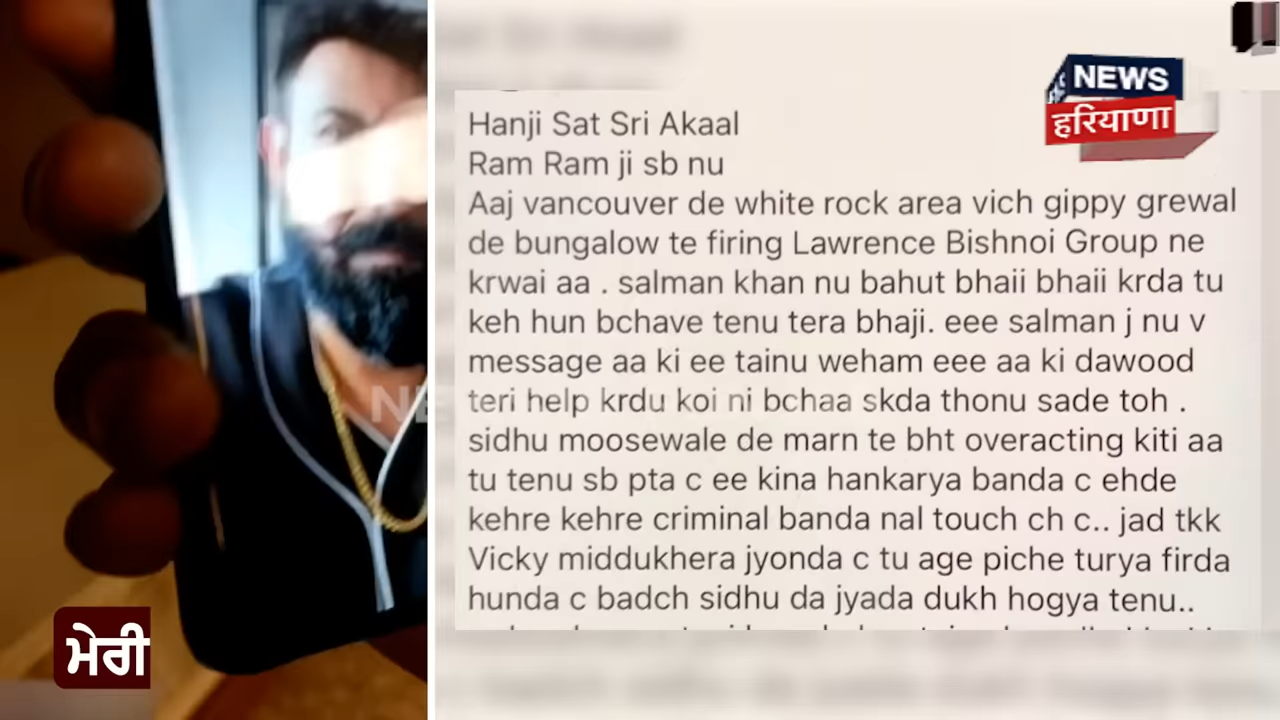 NEWS
हरियाणा
Hanji Sat Sri Akaal
Ram Ram ji sb nu
Aaj vancouver de white rock area vich gippy grewal
de bungalow te firing Lawrence Bishnoi Group ne
krwai aa . salman khan nu bahut bhaii bhaii krda tu
keh hun bchave tenu tera bhaji. eee salman j nu v
message aa ki ee tainu weham eee aa ki dawood
teri help krdu koi ni bchaa skda thonu sade toh .
sidhu moosewale de marn te bht overacting kiti aa
tu tenu sb pta c ee kina hankarya banda c ehde
kehre kehre criminal banda nal touch ch c.. jad tkk
Vicky middukhera jyonda c tu age piche turya firda
hunda c badch sidhu da jyada dukh hogya tenu..
ਮੇਰੀ